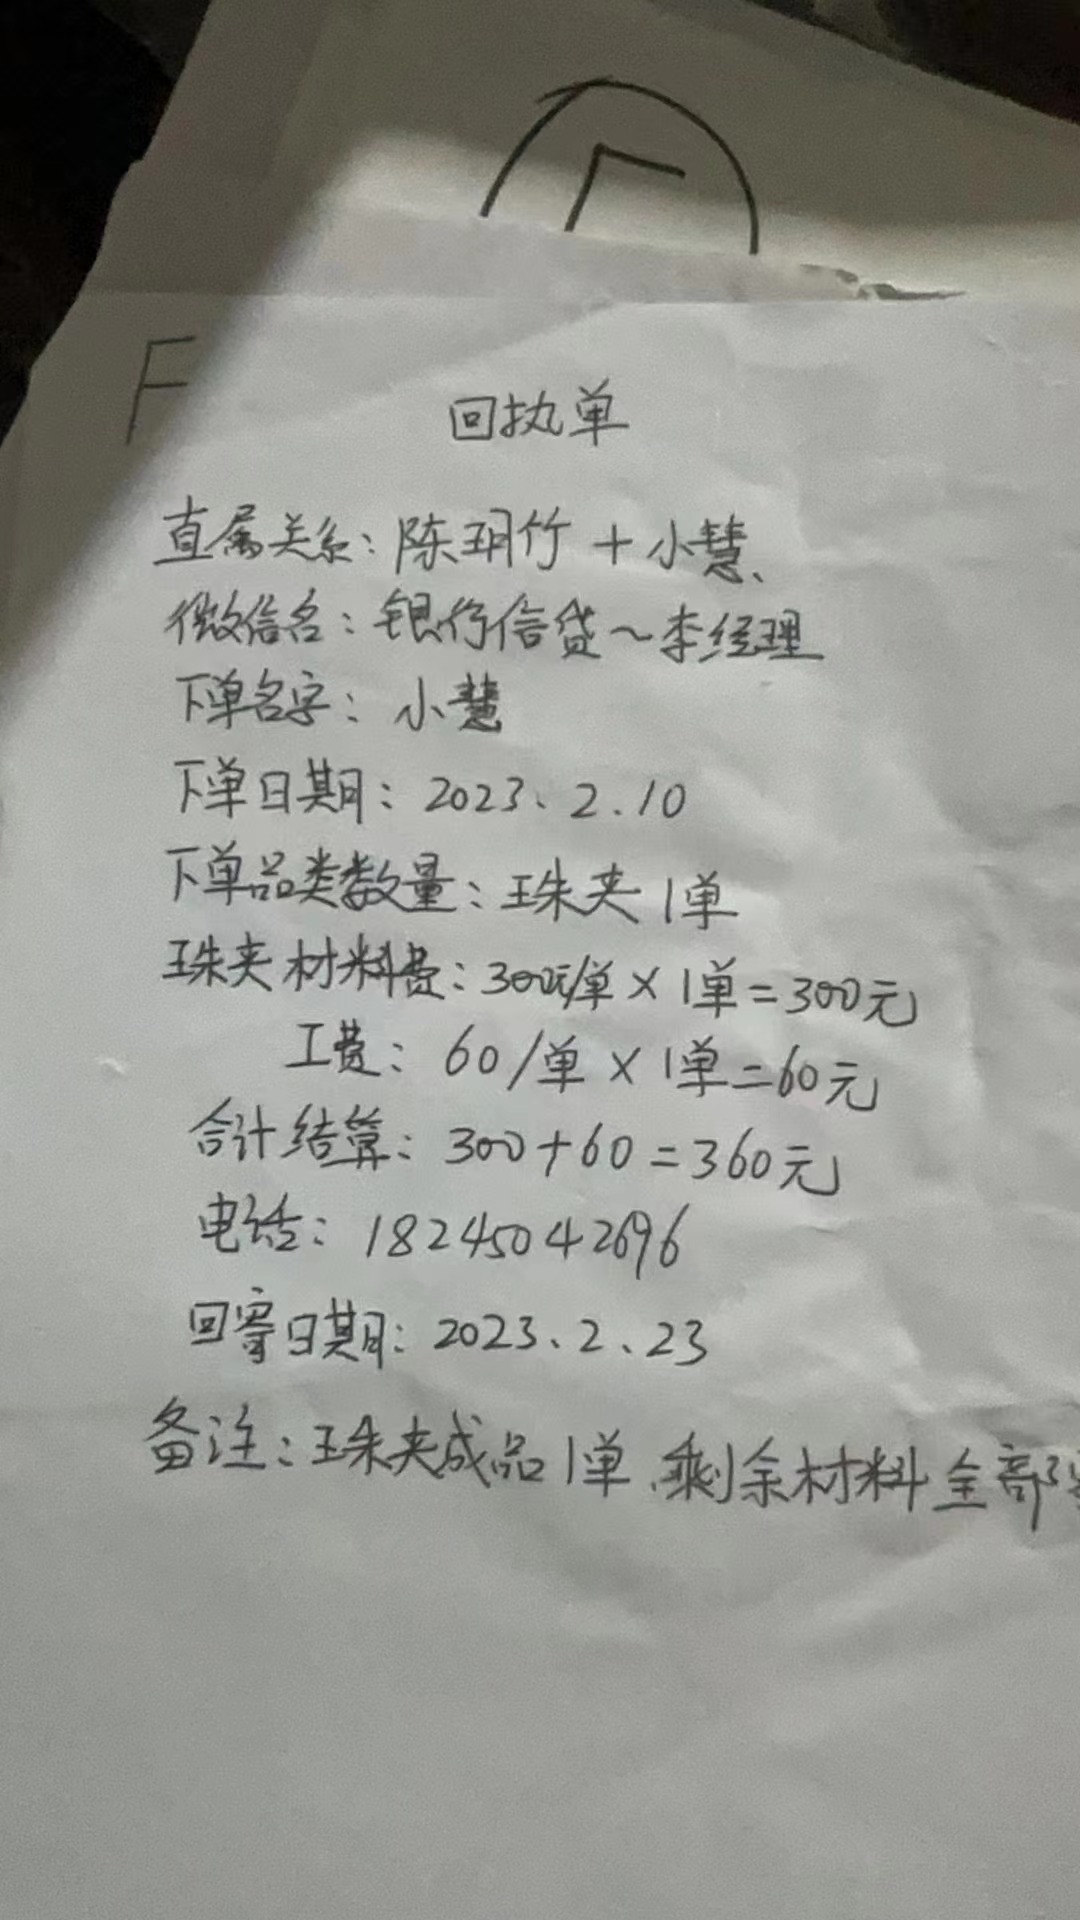 F
回执单
直属关系：陈玥竹＋小慧、
微信名：银行信贷～李经理
下单名字：小慧
下单日期：2023、2.10
下单品类数量：珠夹1单
珠夹材料费：300元/单×1单=300元
工费：60/单×1单=60元
合计结算：300+60=360元
电话：18245042696
回寄日期：2023、2、23
备注：珠夹成品1单、剩余材料全部